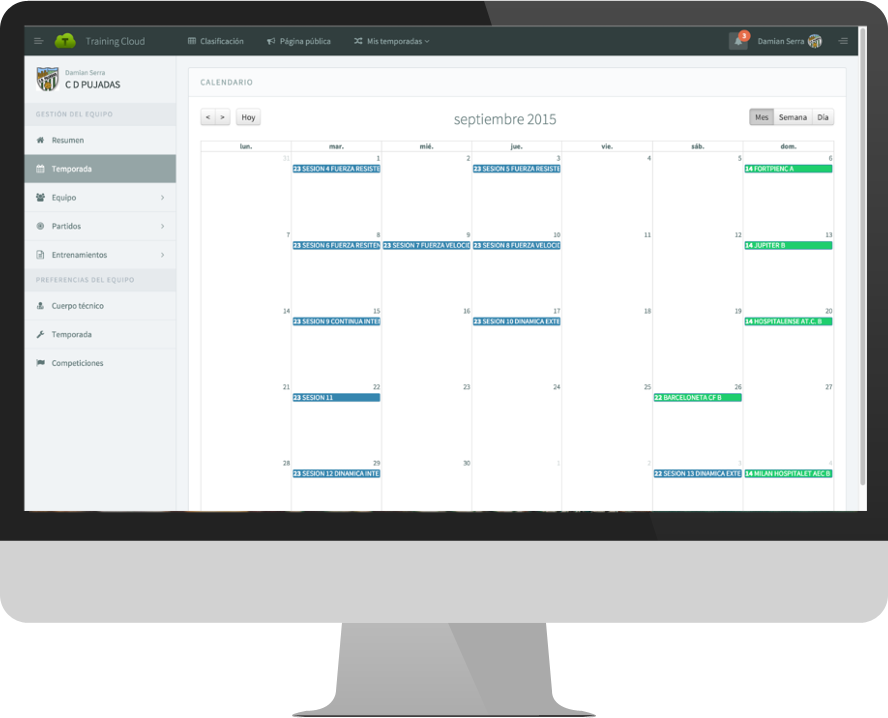 Training Cloud
Clasificación
Página pública
Mis temporadas
3
Damian Serra
Damian Serra
C D PUJADAS
GESTIÓN DEL EQUIPO
Resumen
Temporada
Equipo
Partidos
Entrenamientos
PREFERENCIAS DEL EQUIPO
Cuerpo técnico
Temporada
Competiciones
CALENDARIO
< > Hoy
septiembre 2015
Mes Semana Día
lun. mar. mié. jue. vie. sáb. dom.
31 1 2 3 4 5 6
23 SESION 4 FUERZA RESISTE 23 SESION 5 FUERZA RESISTE 14 FORTPIENC A
7 8 9 10 11 12 13
23 SESION 6 FUERZA RESITEN 23 SESION 7 FUERZA VELOCID 23 SESION 8 FUERZA VELOCID 14 JUPITER B
14 15 16 17 18 19 20
23 SESION 9 CONTINUA INTE 23 SESION 10 DINAMICA EXTE 14 HOSPITALENSE AT.C. B
21 22 23 24 25 26 27
23 SESION 11 22 BARCELONETA CF B
28 29 30 1 2 3 4
23 SESION 12 DINAMICA INTE 22 SESION 13 DINAMICA EXTE 14 MILAN HOSPITALET AEC B